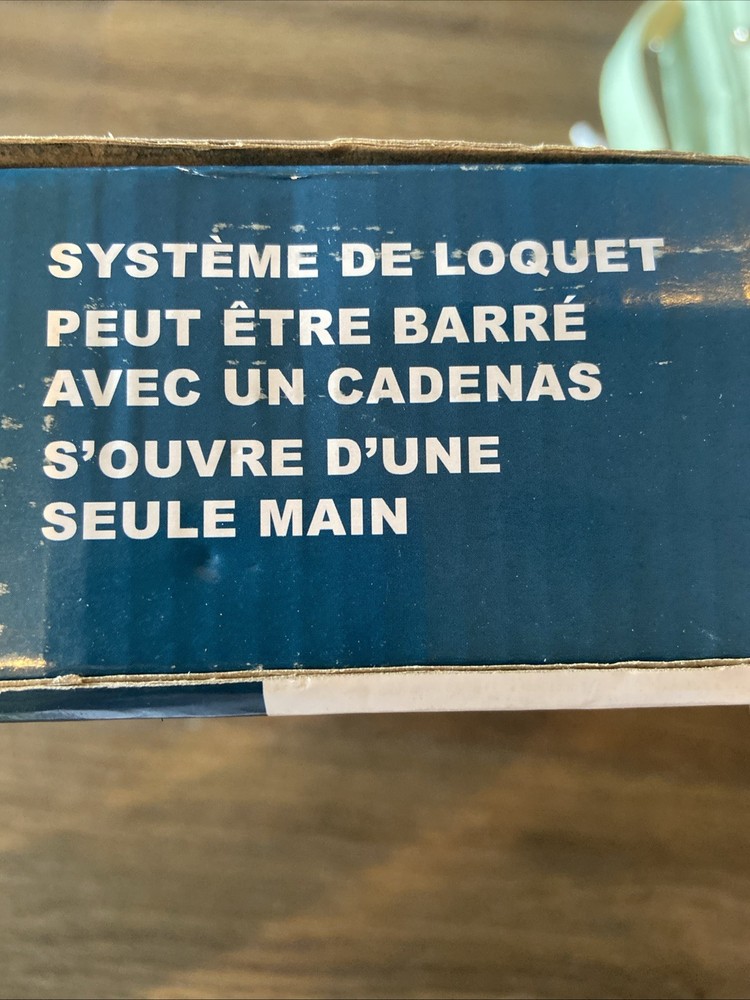 SYSTÈME DE LOQUET
PEUT ÊTRE BARRÉ
AVEC UN CADENAS
S’OUVRE D’UNE
SEULE MAIN